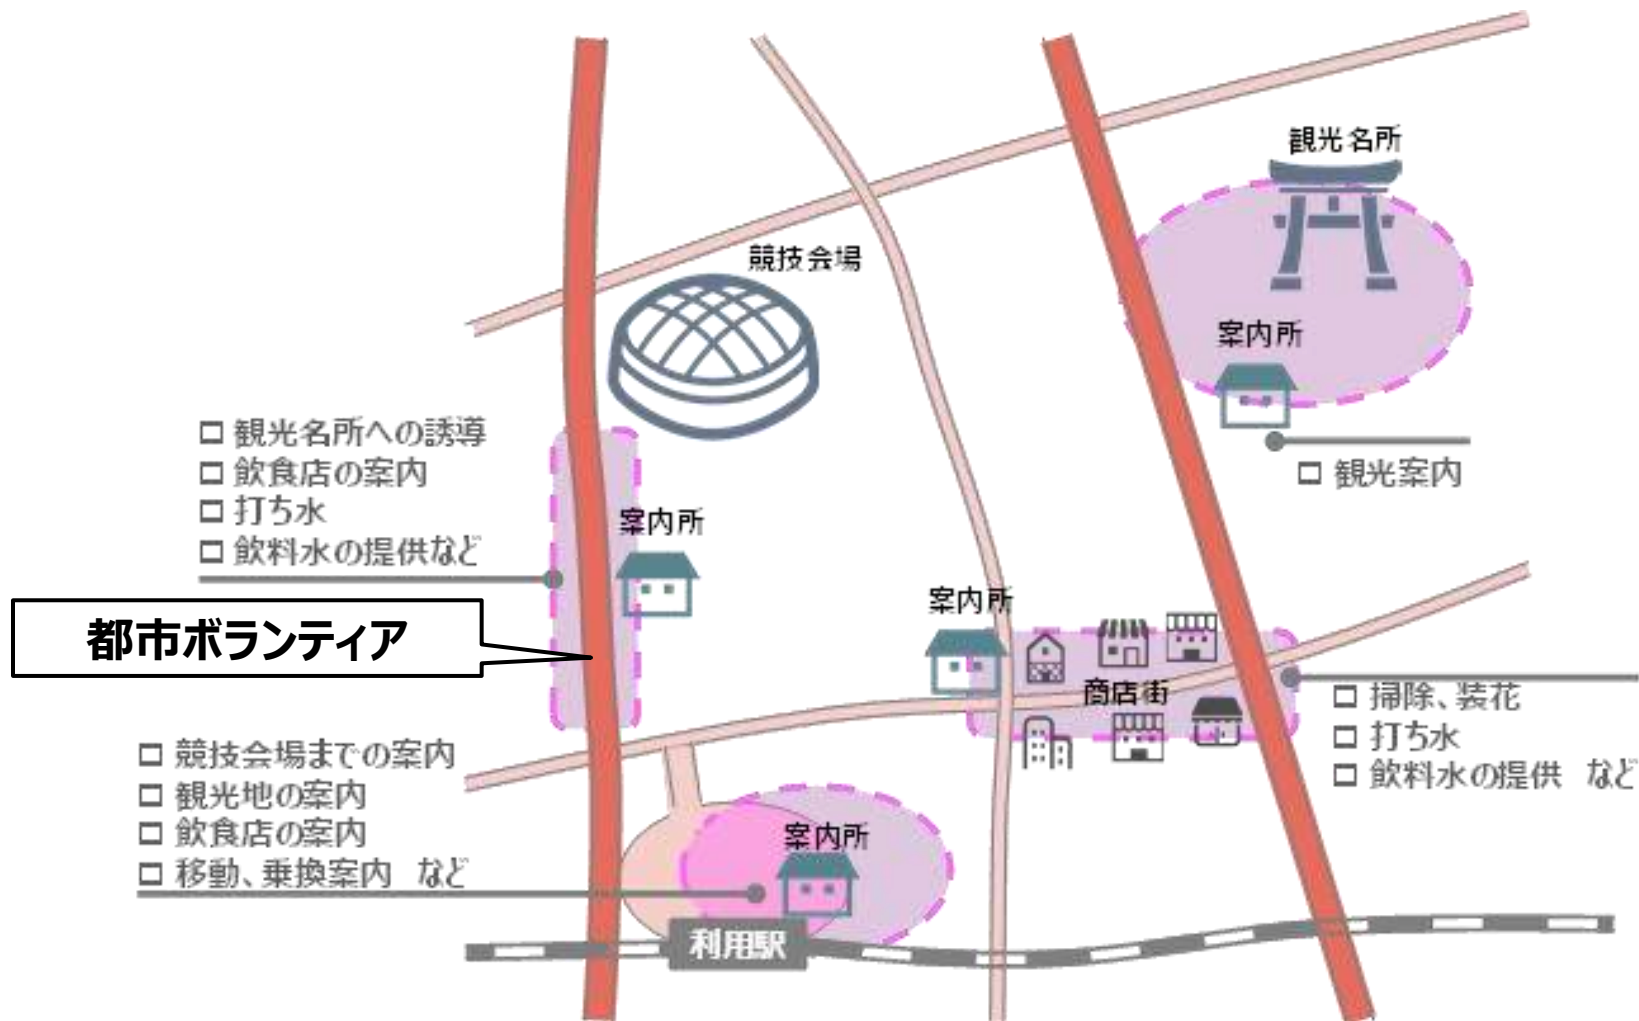 観光名所
競技会場
案内所
□ 観光案内
□ 観光名所への誘導
□ 飲食店の案内
□ 打ち水
□ 飲料水の提供など
案内所
都市ボランティア
案内所
商店街
□ 掃除、装花
□ 打ち水
□ 飲料水の提供 など
□ 競技会場までの案内
□ 観光地の案内
□ 飲食店の案内
□ 移動、乗換案内 など
案内所
利用駅